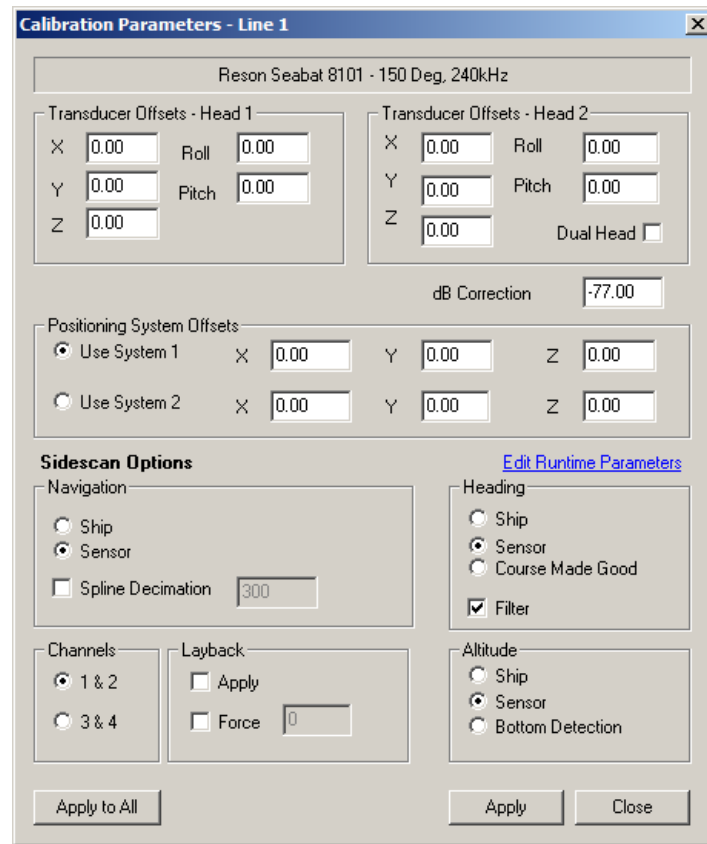 Calibration Parameters - Line 1
Reson Seabat 8101 - 150 Deg, 240kHz
Transducer Offsets - Head 1
X 0.00 Roll 0.00
Y 0.00 Pitch 0.00
Z 0.00
Transducer Offsets - Head 2
X 0.00 Roll 0.00
Y 0.00 Pitch 0.00
Z 0.00 Dual Head
dB Correction -77.00
Positioning System Offsets
Use System 1 X 0.00 Y 0.00 Z 0.00
Use System 2 X 0.00 Y 0.00 Z 0.00
Sidescan Options
Edit Runtime Parameters
Navigation
Ship
Sensor
Spline Decimation 300
Heading
Ship
Sensor
Course Made Good
Filter
Channels
1 & 2
3 & 4
Layback
Apply
Force 0
Altitude
Ship
Sensor
Bottom Detection
Apply to All
Apply
Close